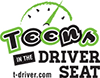 TEENS
IN THE DRIVER
t-driver.com SEAT